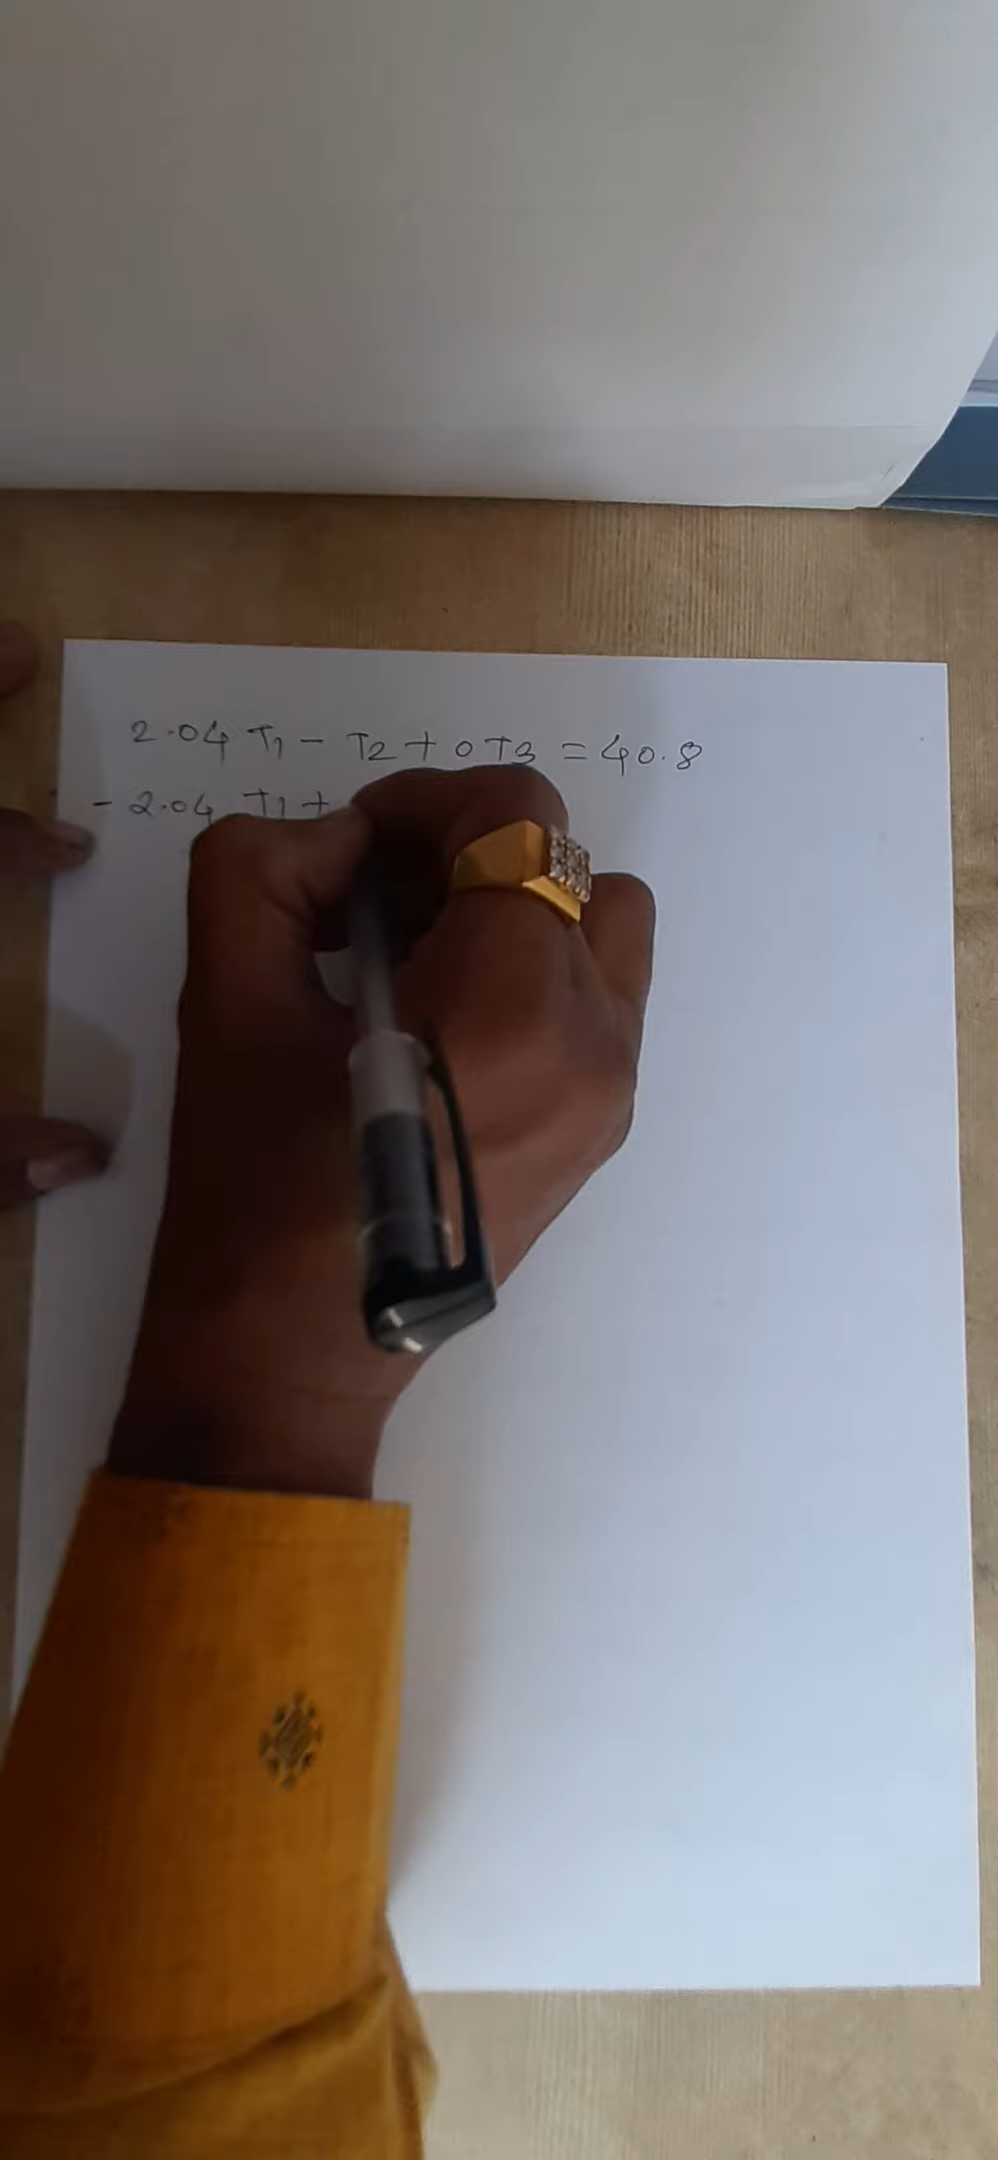 2.04 T1 - T2 + 0 T3 = 40.8
- 2.04 T1 +